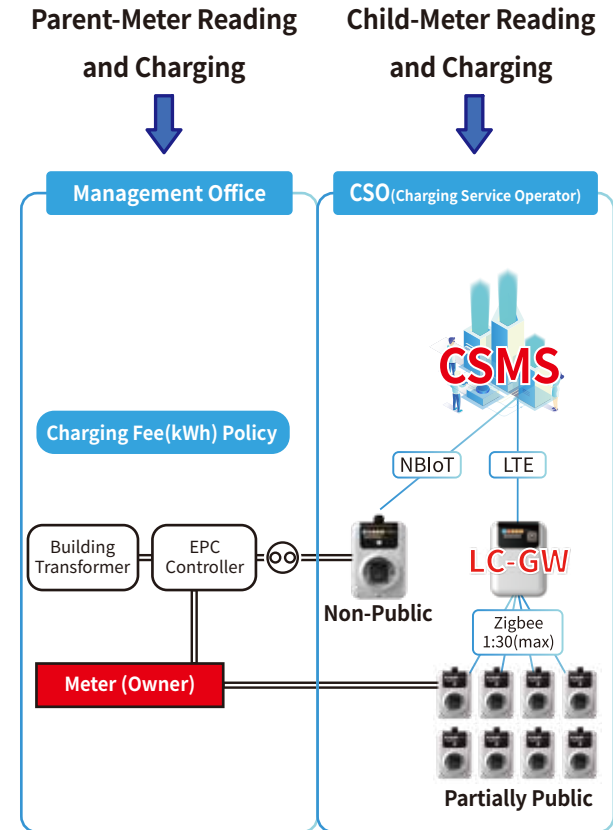 Parent-Meter Reading
and Charging
Child-Meter Reading
and Charging
Management Office
CSO(Charging Service Operator)
CSMS
Charging Fee(kWh) Policy
NBIoT
LTE
Building
Transformer
EPC
Controller
LC-GW
Non-Public
Zigbee
1:30(max)
Meter (Owner)
Partially Public